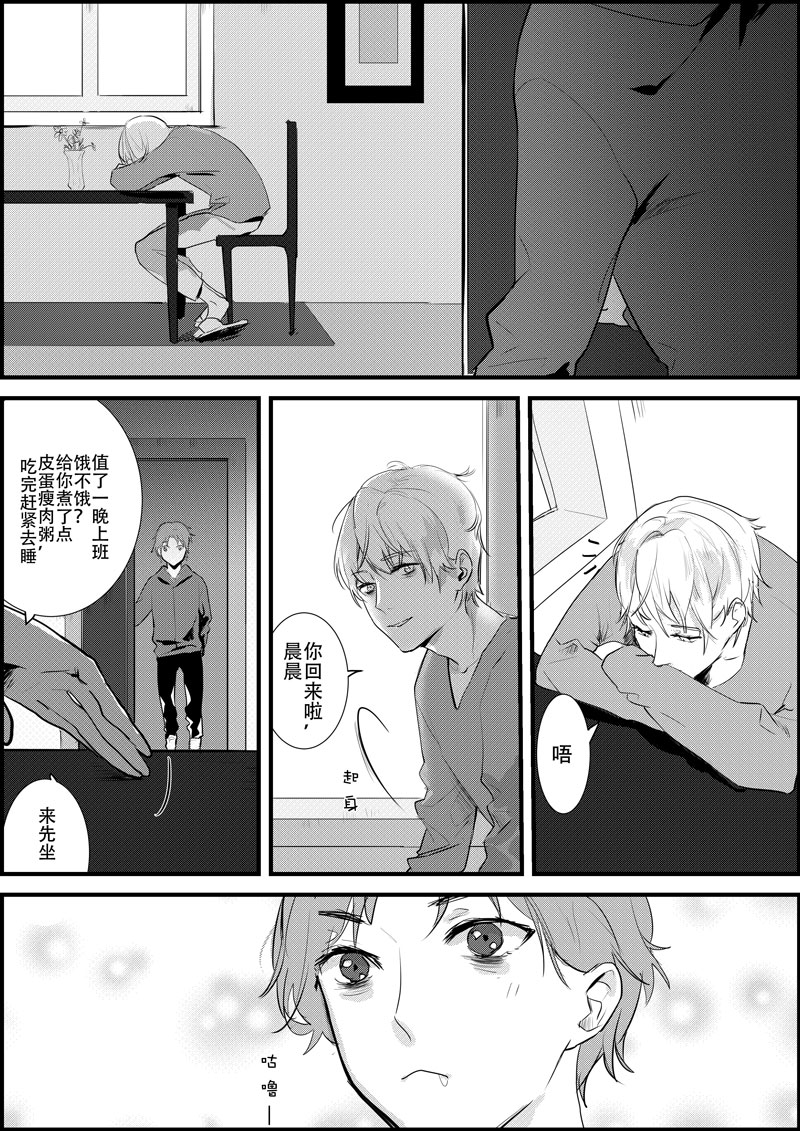 唔
你回来啦，
晨晨
起身
值了一晚上班
饿不饿？
给你煮了点
皮蛋瘦肉粥，
吃完赶紧去睡
来先坐
咕噜—